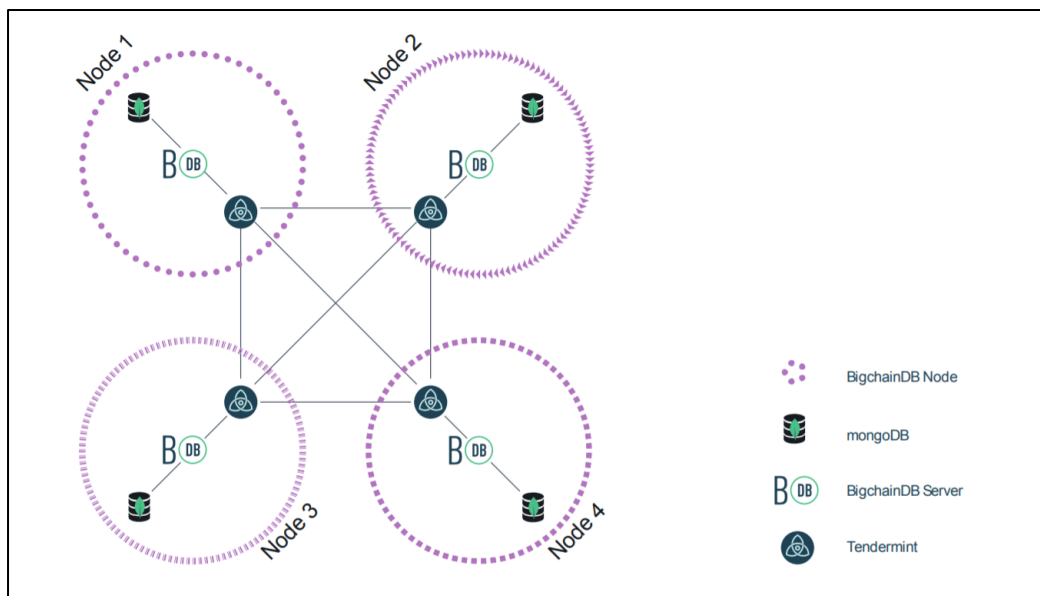 Node 1
Node 2
B DB
B DB
B DB
B DB
Node 3
Node 4
BigchainDB Node
mongoDB
B DB BigchainDB Server
Tendermint